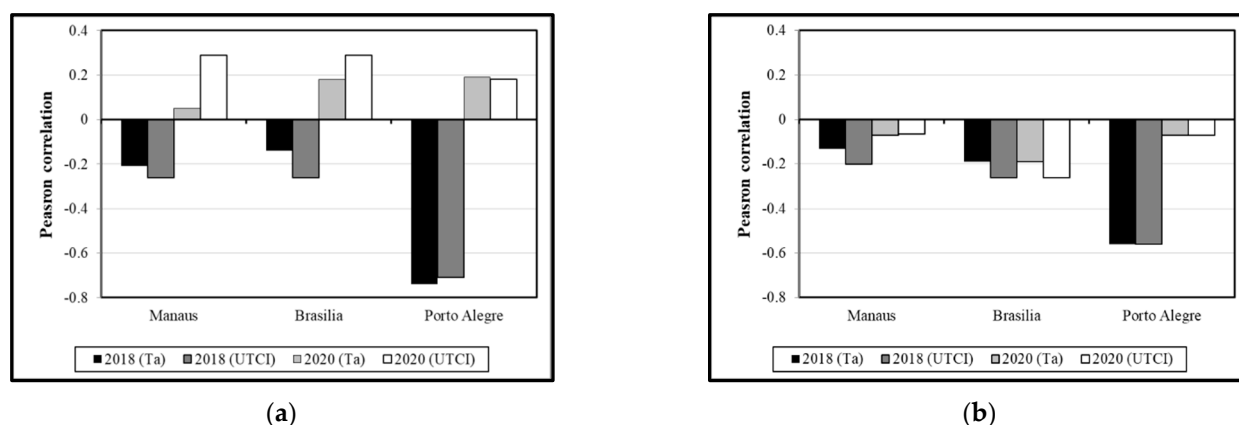 0.4
0.2
0
-0.2
-0.4
-0.6
-0.8
Peasron correlation
Manaus Brasilia Porto Alegre
2018 (Ta) 2018 (UTCI) 2020 (Ta) 2020 (UTCI)
(a)
0.4
0.2
0
-0.2
-0.4
-0.6
-0.8
Peasron correlation
Manaus Brasilia Porto Alegre
2018 (Ta) 2018 (UTCI) 2020 (Ta) 2020 (UTCI)
(b)